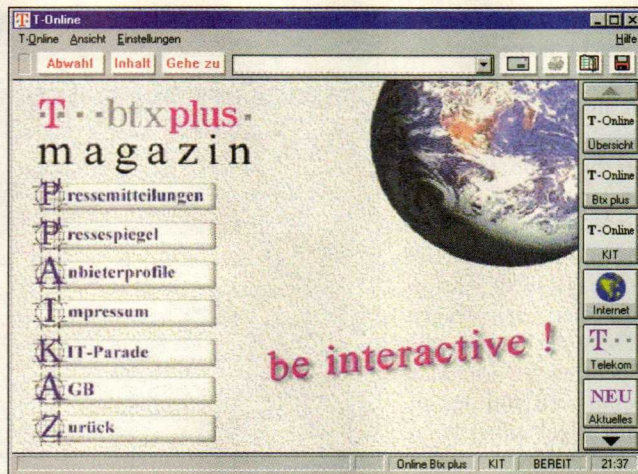 T-Online
T-Online Ansicht Einstellungen Hilfe
Abwahl Inhalt Gehe zu
T···btxplus·
magazin
Pressemitteilungen
Pressespiegel
Anbieterprofile
Impressum
KIT-Parade
AGB
Zurück
be interactive !
T-Online
Übersicht
T-Online
Btx plus
T-Online
KIT
Internet
T···
Telekom
NEU
Aktuelles
Online Btx plus KIT BEREIT 21:37